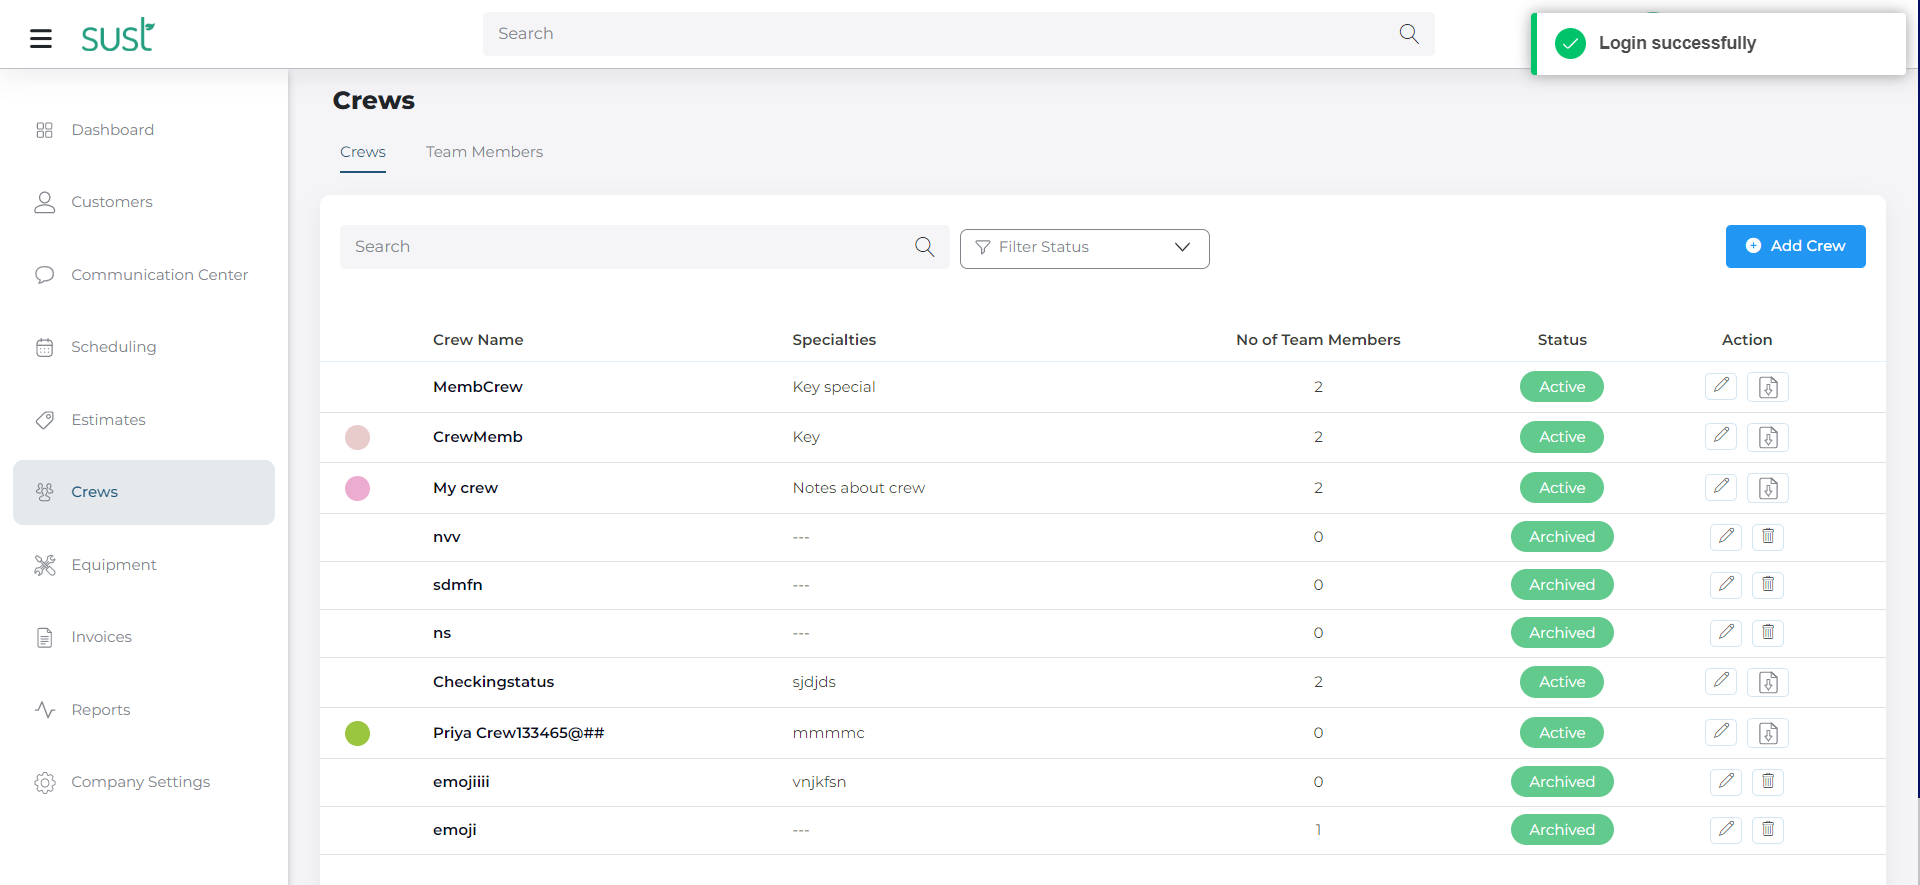 sust
Search
Login successfully
Dashboard
Customers
Communication Center
Scheduling
Estimates
Crews
Equipment
Invoices
Reports
Company Settings
Crews
Crews Team Members
Search Filter Status Add Crew
Crew Name Specialties No of Team Members Status Action
MembCrew Key special 2 Active
CrewMemb Key 2 Active
My crew Notes about crew 2 Active
nvv --- 0 Archived
sdmfn --- 0 Archived
ns --- 0 Archived
Checkingstatus sjdjds 2 Active
Priya Crew133465@## mmmmc 0 Active
emojiiii vnjkfsn 0 Archived
emoji --- 1 Archived